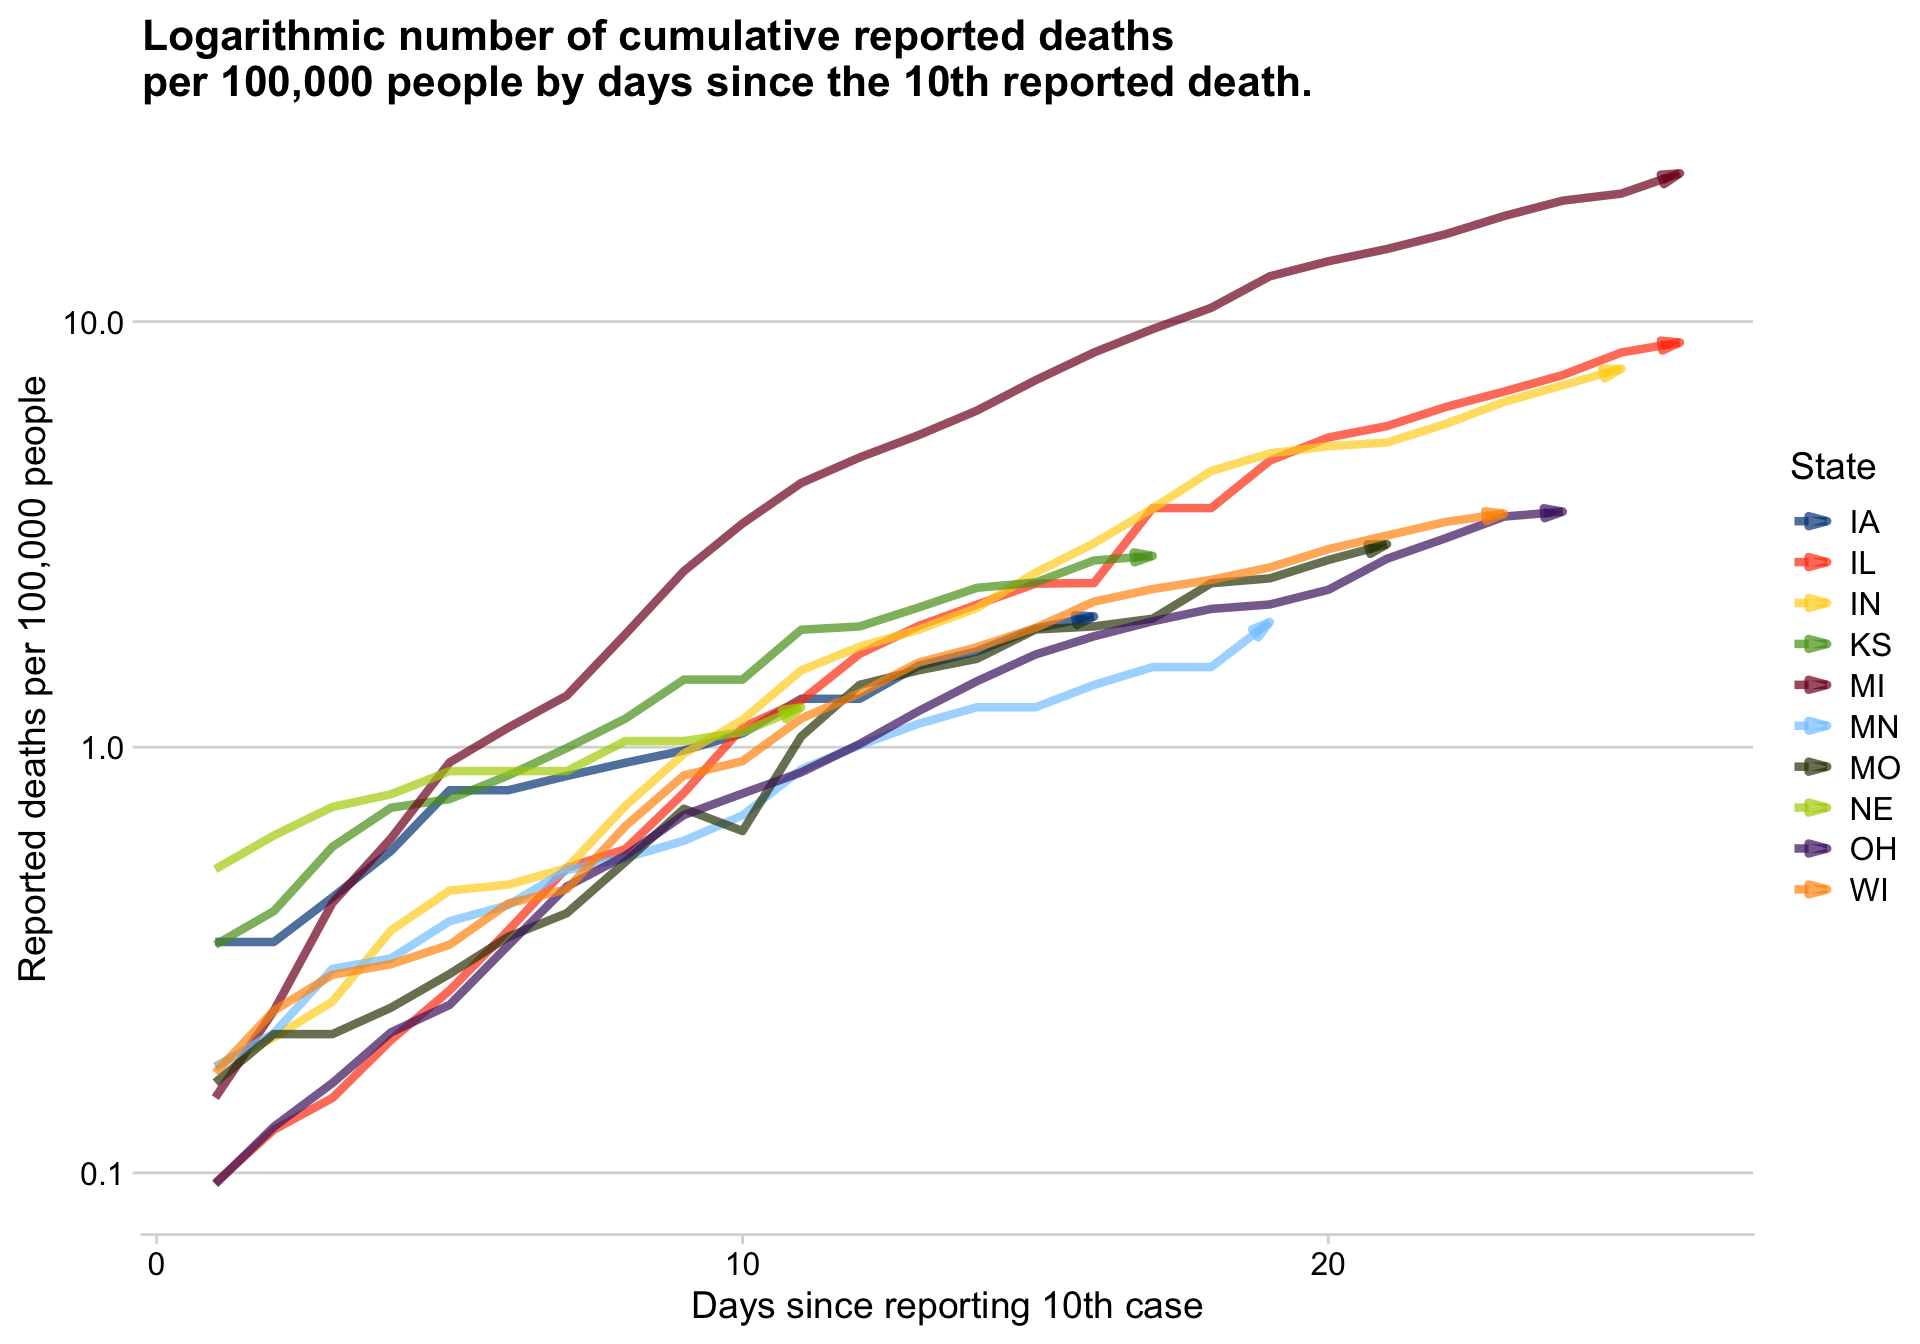 Logarithmic number of cumulative reported deaths
per 100,000 people by days since the 10th reported death.
Reported deaths per 100,000 people
10.0
1.0
0.1
0
10
20
Days since reporting 10th case
State
IA
IL
IN
KS
MI
MN
MO
NE
OH
WI